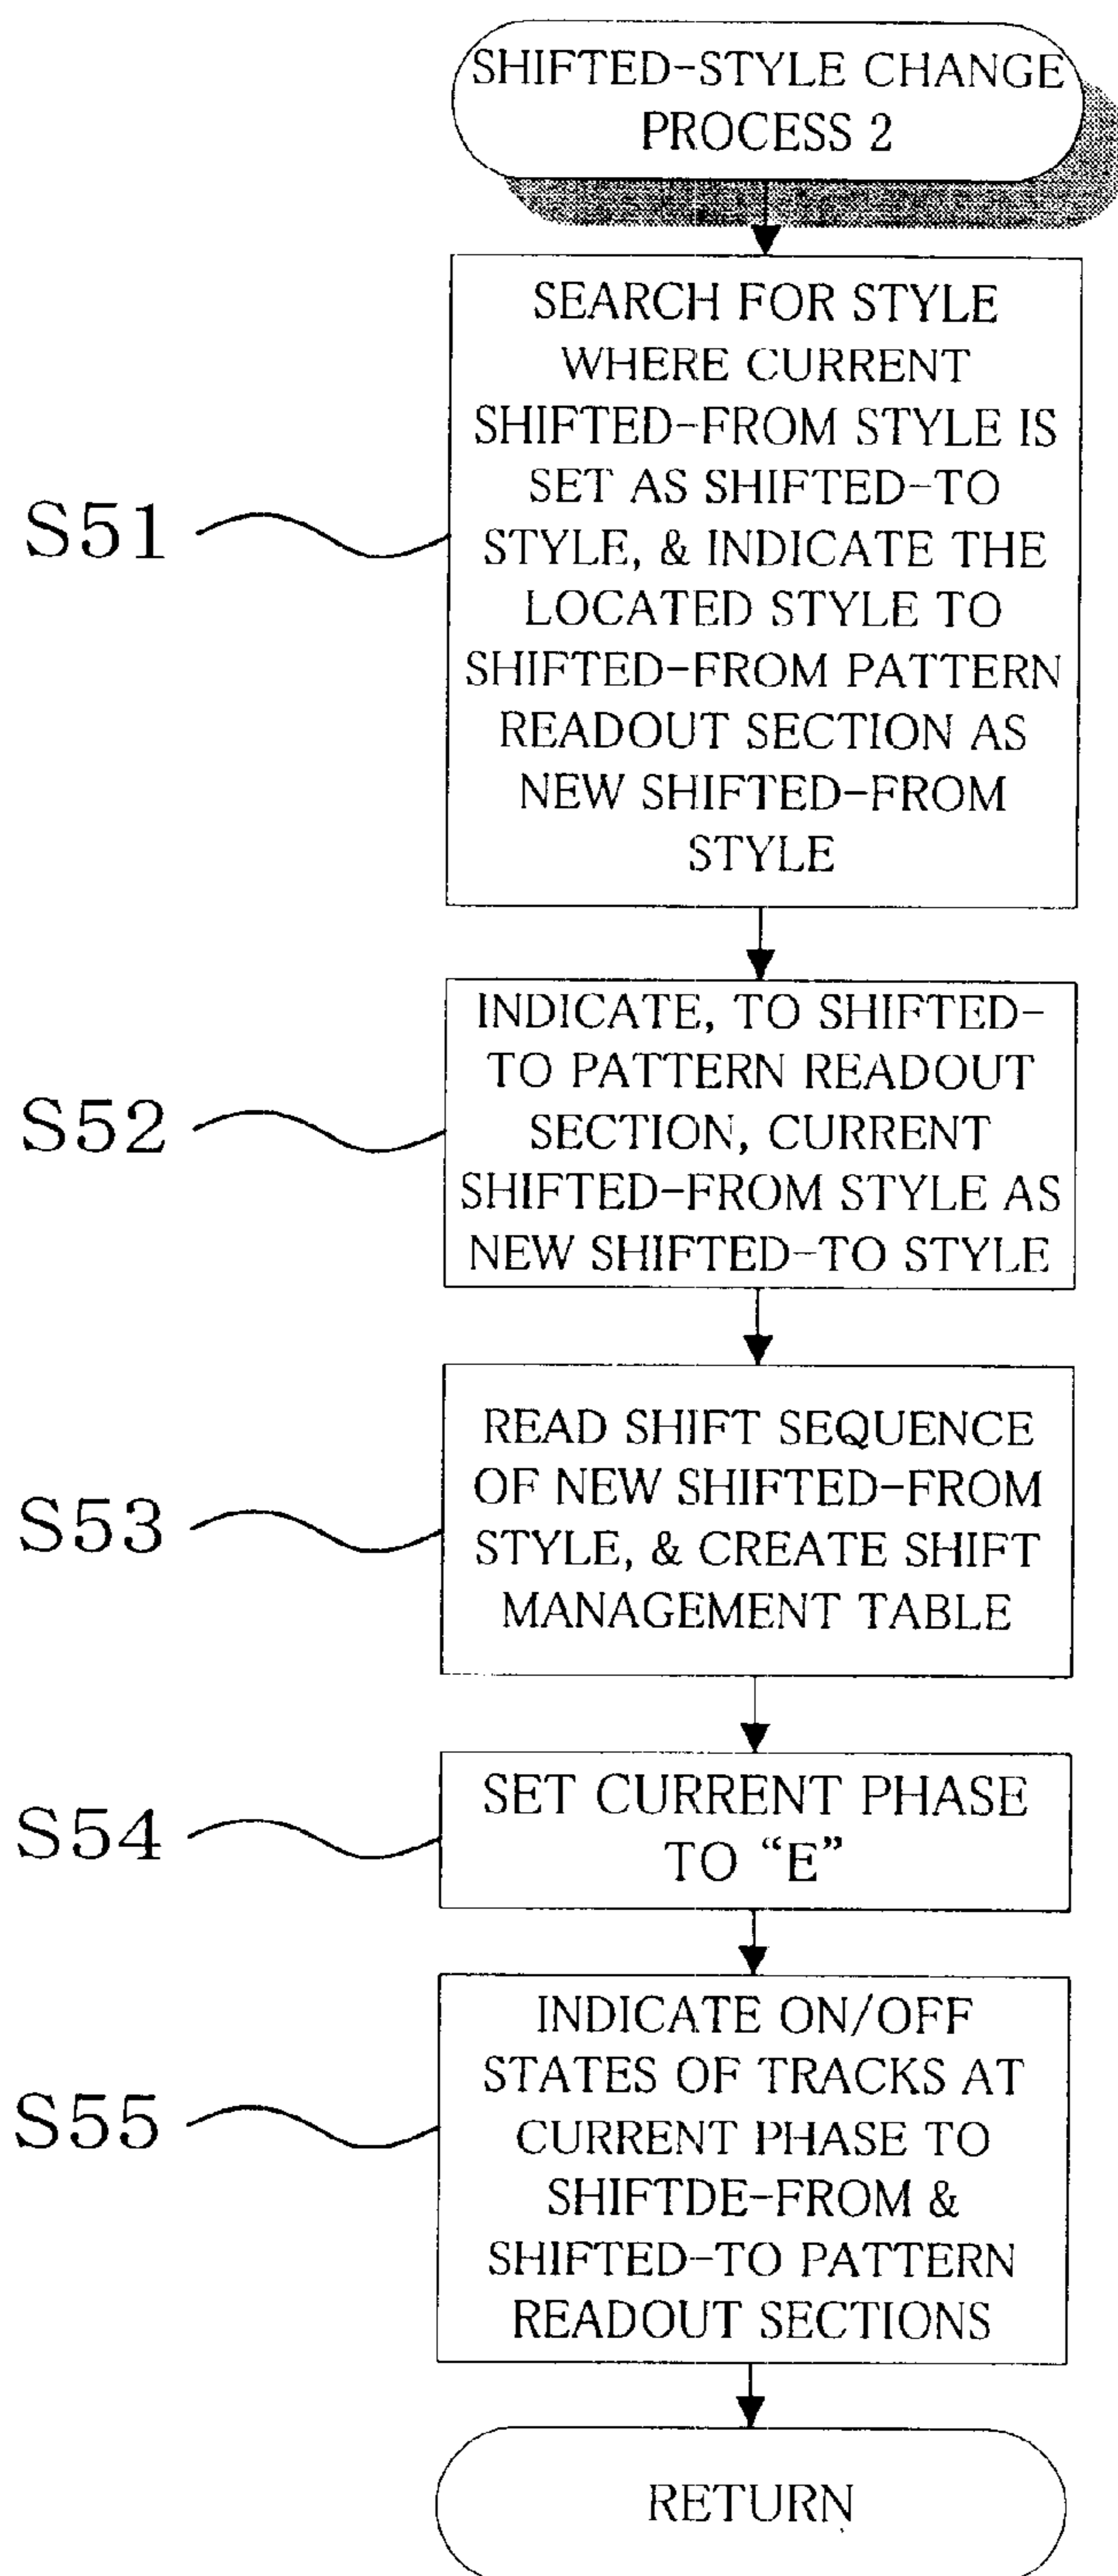 SHIFTED-STYLE CHANGE
PROCESS 2
S51
SEARCH FOR STYLE
WHERE CURRENT
SHIFTED-FROM STYLE IS
SET AS SHIFTED-TO
STYLE, & INDICATE THE
LOCATED STYLE TO
SHIFTED-FROM PATTERN
READOUT SECTION AS
NEW SHIFTED-FROM
STYLE
S52
INDICATE, TO SHIFTED-
TO PATTERN READOUT
SECTION, CURRENT
SHIFTED-FROM STYLE AS
NEW SHIFTED-TO STYLE
S53
READ SHIFT SEQUENCE
OF NEW SHIFTED-FROM
STYLE, & CREATE SHIFT
MANAGEMENT TABLE
S54
SET CURRENT PHASE
TO “E”
S55
INDICATE ON/OFF
STATES OF TRACKS AT
CURRENT PHASE TO
SHIFTDE-FROM &
SHIFTED-TO PATTERN
READOUT SECTIONS
RETURN